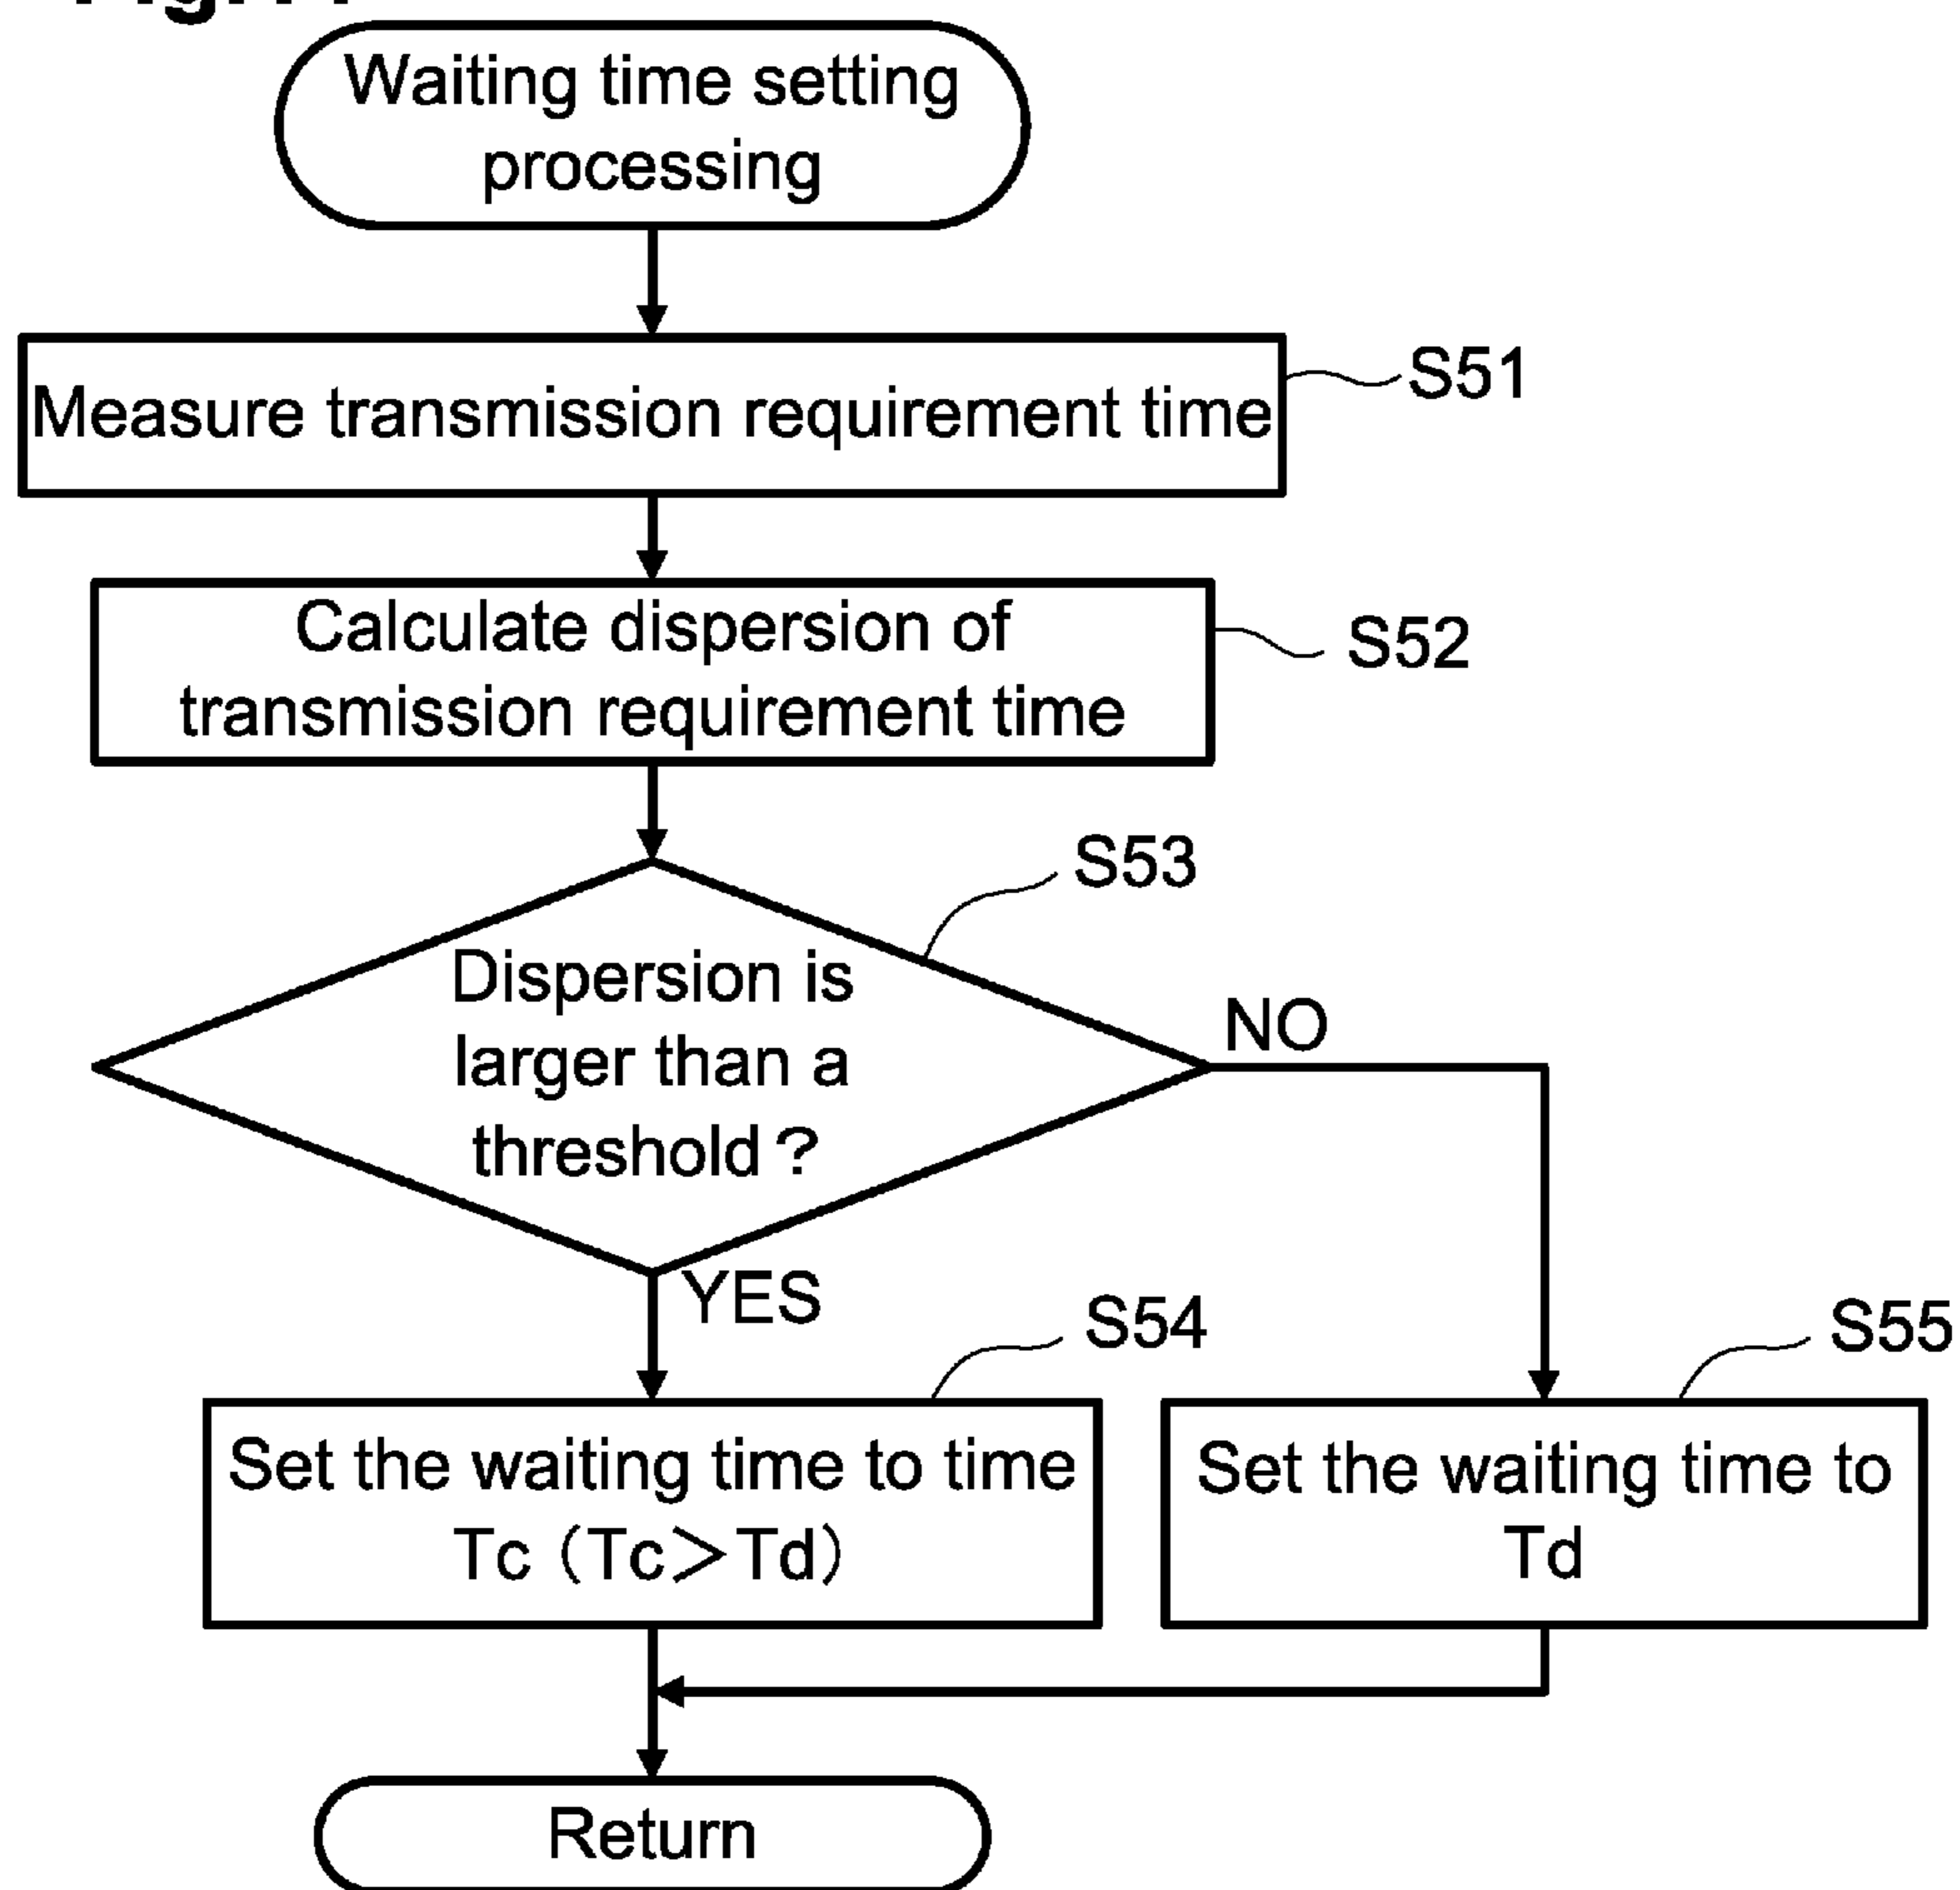 Waiting time setting
processing
S51
Measure transmission requirement time
Calculate dispersion of
transmission requirement time
S52
S53
Dispersion is
larger than a
threshold ?
NO
YES
S54
S55
Set the waiting time to time
Tc (Tc>Td)
Set the waiting time to
Td
Return